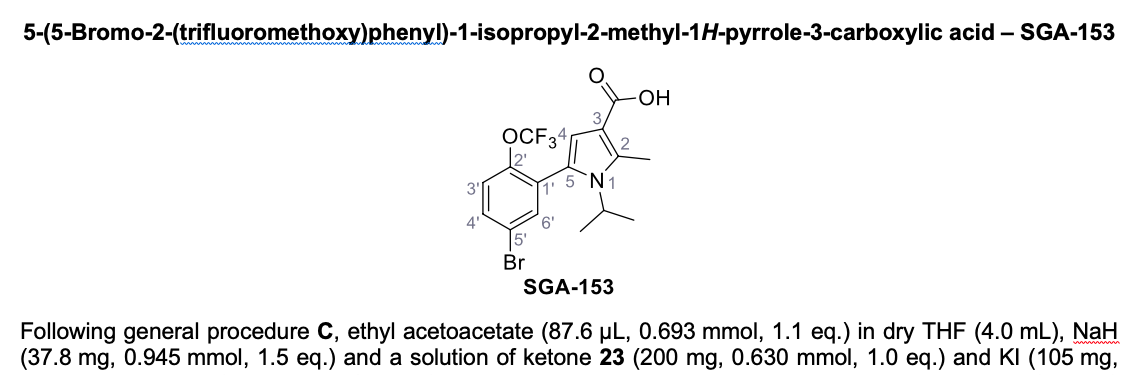 5-(5-Bromo-2-(trifluoromethoxy)phenyl)-1-isopropyl-2-methyl-1H-pyrrole-3-carboxylic acid – SGA-153
O
OH
3
OCF3
4
2
2'
3'
1'
5
N
1
4'
6'
5'
Br
SGA-153
Following general procedure C, ethyl acetoacetate (87.6 µL, 0.693 mmol, 1.1 eq.) in dry THF (4.0 mL), NaH
(37.8 mg, 0.945 mmol, 1.5 eq.) and a solution of ketone 23 (200 mg, 0.630 mmol, 1.0 eq.) and KI (105 mg,